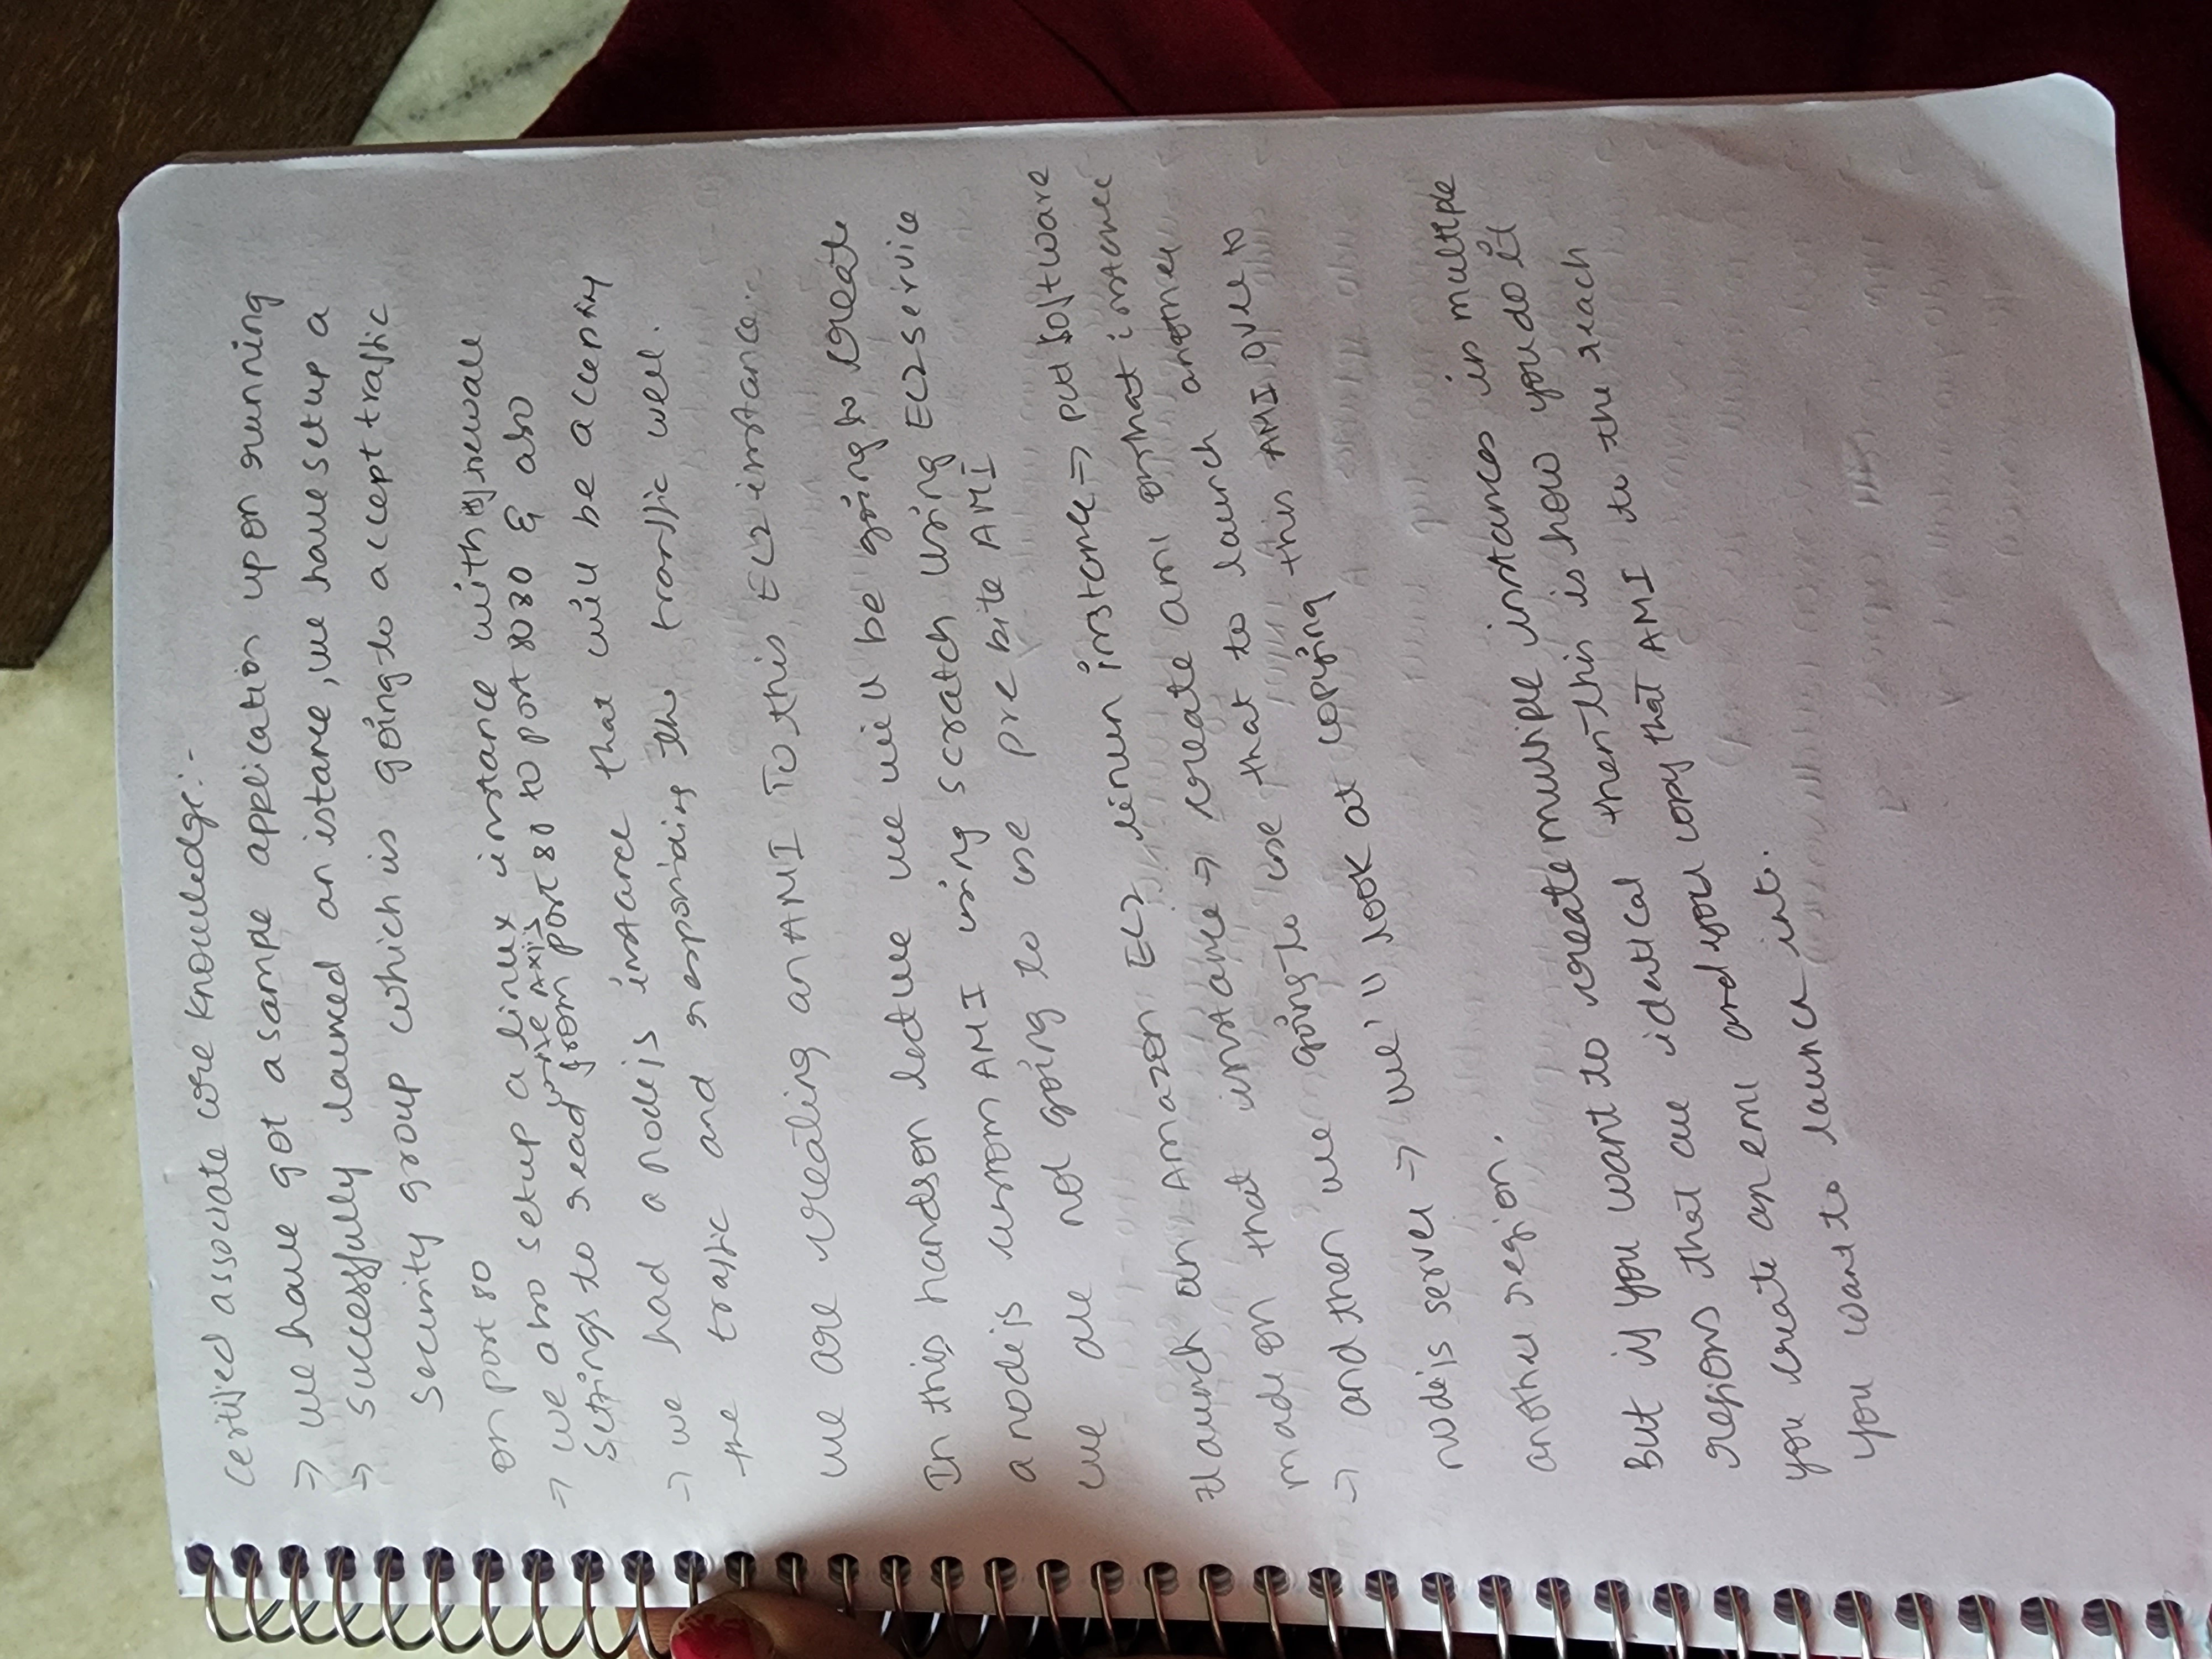 certified associate core knowledge:-
→ we have got a sample application upon running
→ successfully launced an istance, we have setup a
security group which is going to accept traffic
on port 80
→ we also setup a linux instance with firewall
settings to read from port 80 to port 8080 & also
→ we had a nodejs instance that will be accepting
the traffic and responding the traffic well.
we are creating an AMI To this EC2 instance.
In this handson lecture we will be going to create
a nodejs custom AMI using scratch using EC2 service
we are not going to use pre bite AMI
launch an Amazon EC2 linux instance → put software
made on that instance → create ami on that instance
→ and then we going to use that to launch another
nodejs server → we'll look at copying this AMI over to
another region.
But if you want to create multiple instances in multiple
regions that are identical then this is how you do it
you create an emi and you copy that AMI to the reach
you want to launch into.